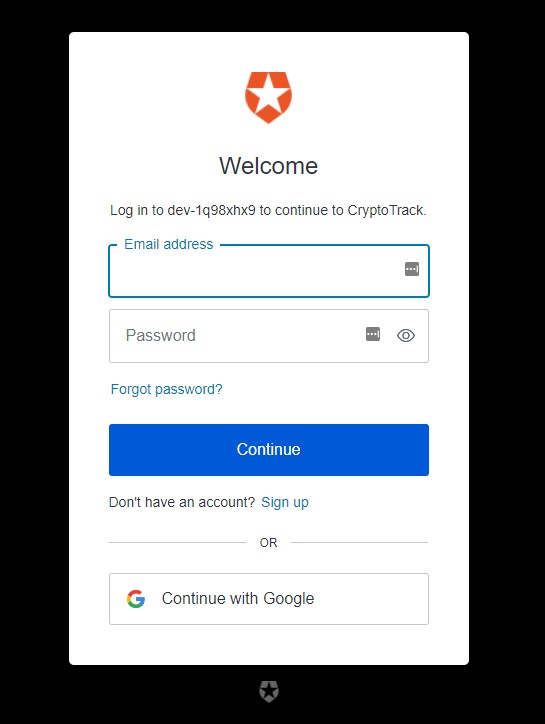 Welcome
Log in to dev-1q98xhx9 to continue to CryptoTrack.
Email address
Password
Forgot password?
Continue
Don't have an account? Sign up
OR
Continue with Google